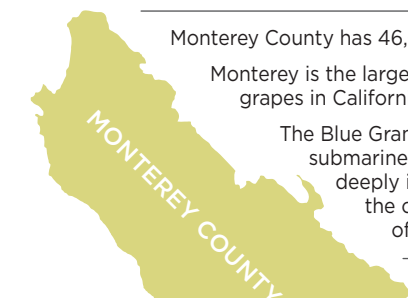 Monterey County has 46,
Monterey is the large
grapes in Californ
The Blue Gran
submarine
deeply i
the c
of
MONTEREY COUNTY